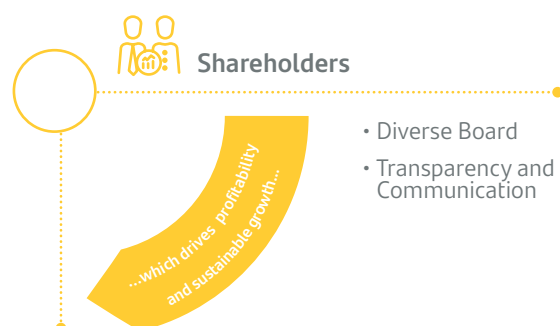 Shareholders
• Diverse Board
• Transparency and
Communication
...which drives profitability
and sustainable growth...